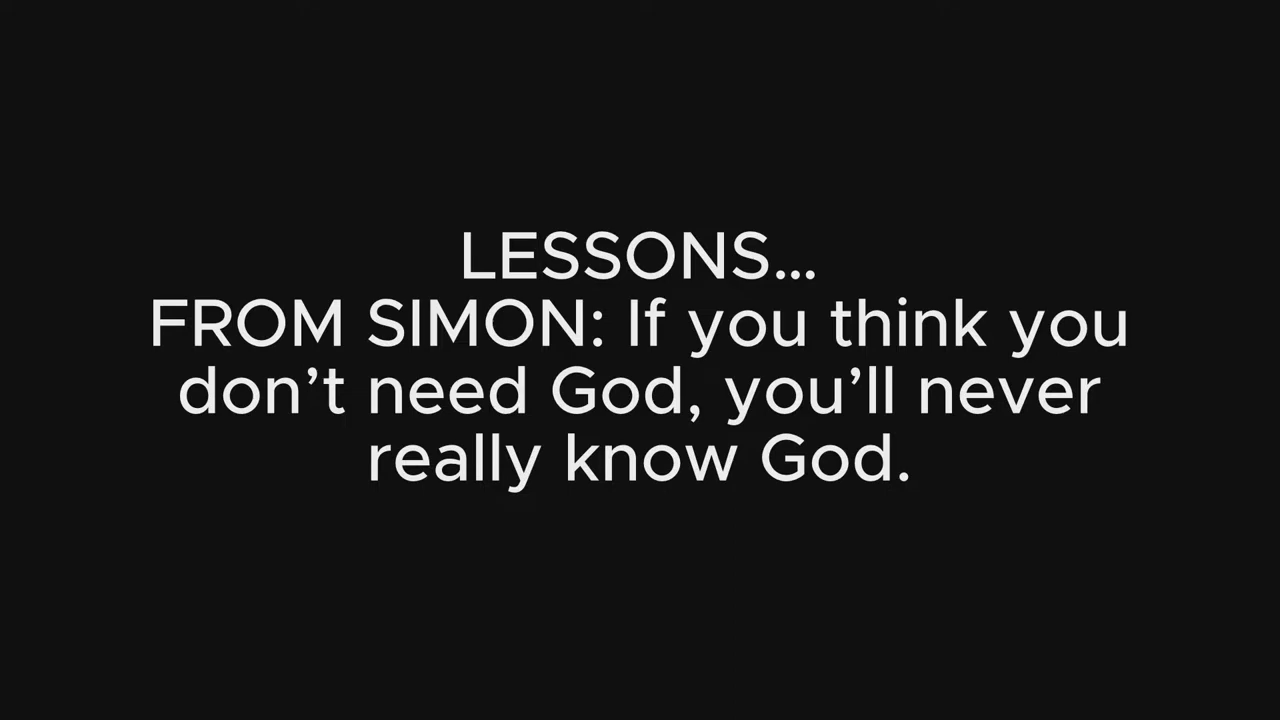 LESSONS...
FROM SIMON: If you think you
don’t need God, you’ll never
really know God.